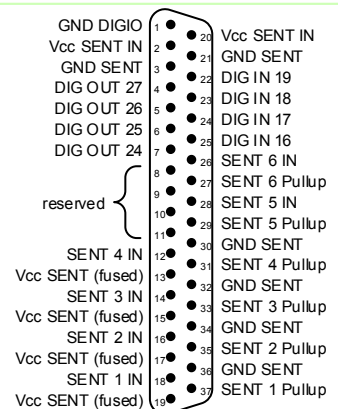 GND DIGIO 1
Vcc SENT IN 2
GND SENT 3
DIG OUT 27 4
DIG OUT 26 5
DIG OUT 25 6
DIG OUT 24 7
8
9
reserved
10
11
SENT 4 IN 12
Vcc SENT (fused) 13
SENT 3 IN 14
Vcc SENT (fused) 15
SENT 2 IN 16
Vcc SENT (fused) 17
SENT 1 IN 18
Vcc SENT (fused) 19
20 Vcc SENT IN
21 GND SENT
22 DIG IN 19
23 DIG IN 18
24 DIG IN 17
25 DIG IN 16
26 SENT 6 IN
27 SENT 6 Pullup
28 SENT 5 IN
29 SENT 5 Pullup
30 GND SENT
31 SENT 4 Pullup
32 GND SENT
33 SENT 3 Pullup
34 GND SENT
35 SENT 2 Pullup
36 GND SENT
37 SENT 1 Pullup